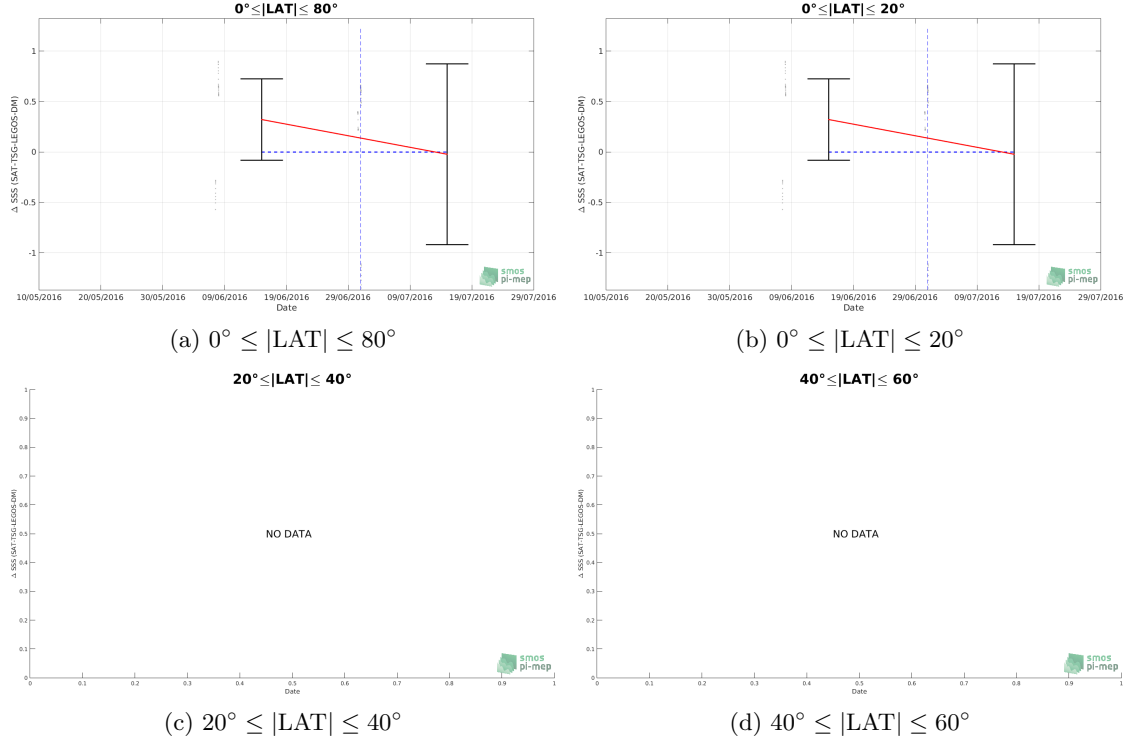 0°≤|LAT|≤ 80°
Δ SSS (SAT-TSG-LEGOS-DM)
1
0.5
0
-0.5
-1
10/05/2016 20/05/2016 30/05/2016 09/06/2016 19/06/2016 29/06/2016 09/07/2016 19/07/2016 29/07/2016
Date
smos
pi-mep
(a) 0° ≤ |LAT| ≤ 80°
0°≤|LAT|≤ 20°
Δ SSS (SAT-TSG-LEGOS-DM)
1
0.5
0
-0.5
-1
10/05/2016 20/05/2016 30/05/2016 09/06/2016 19/06/2016 29/06/2016 09/07/2016 19/07/2016 29/07/2016
Date
smos
pi-mep
(b) 0° ≤ |LAT| ≤ 20°
20°≤|LAT|≤ 40°
Δ SSS (SAT-TSG-LEGOS-DM)
1
0.9
0.8
0.7
0.6
0.5
0.4
0.3
0.2
0.1
0
NO DATA
0 0.1 0.2 0.3 0.4 0.5 0.6 0.7 0.8 0.9 1
Date
smos
pi-mep
(c) 20° ≤ |LAT| ≤ 40°
40°≤|LAT|≤ 60°
Δ SSS (SAT-TSG-LEGOS-DM)
1
0.9
0.8
0.7
0.6
0.5
0.4
0.3
0.2
0.1
0
NO DATA
0 0.1 0.2 0.3 0.4 0.5 0.6 0.7 0.8 0.9 1
Date
smos
pi-mep
(d) 40° ≤ |LAT| ≤ 60°